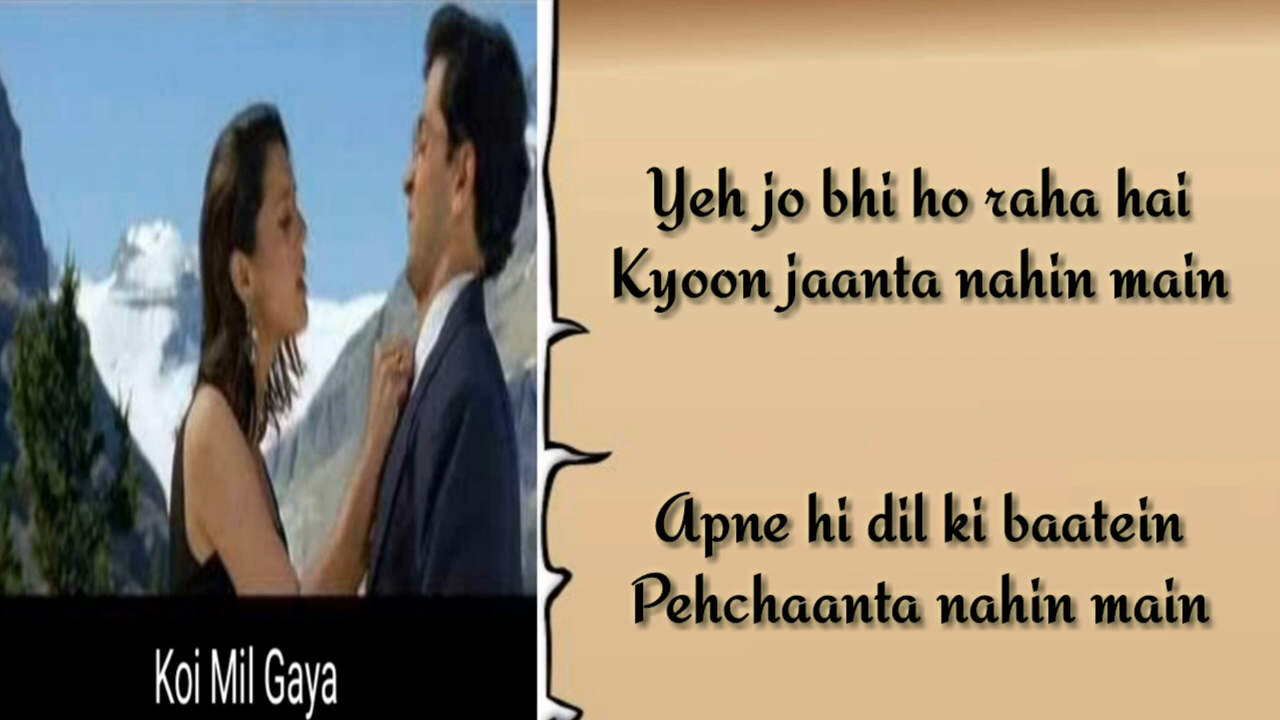 Yeh jo bhi ho raha hai
Kyoon jaanta nahin main
Apne hi dil ki baatein
Pehchaanta nahin main
Koi Mil Gaya